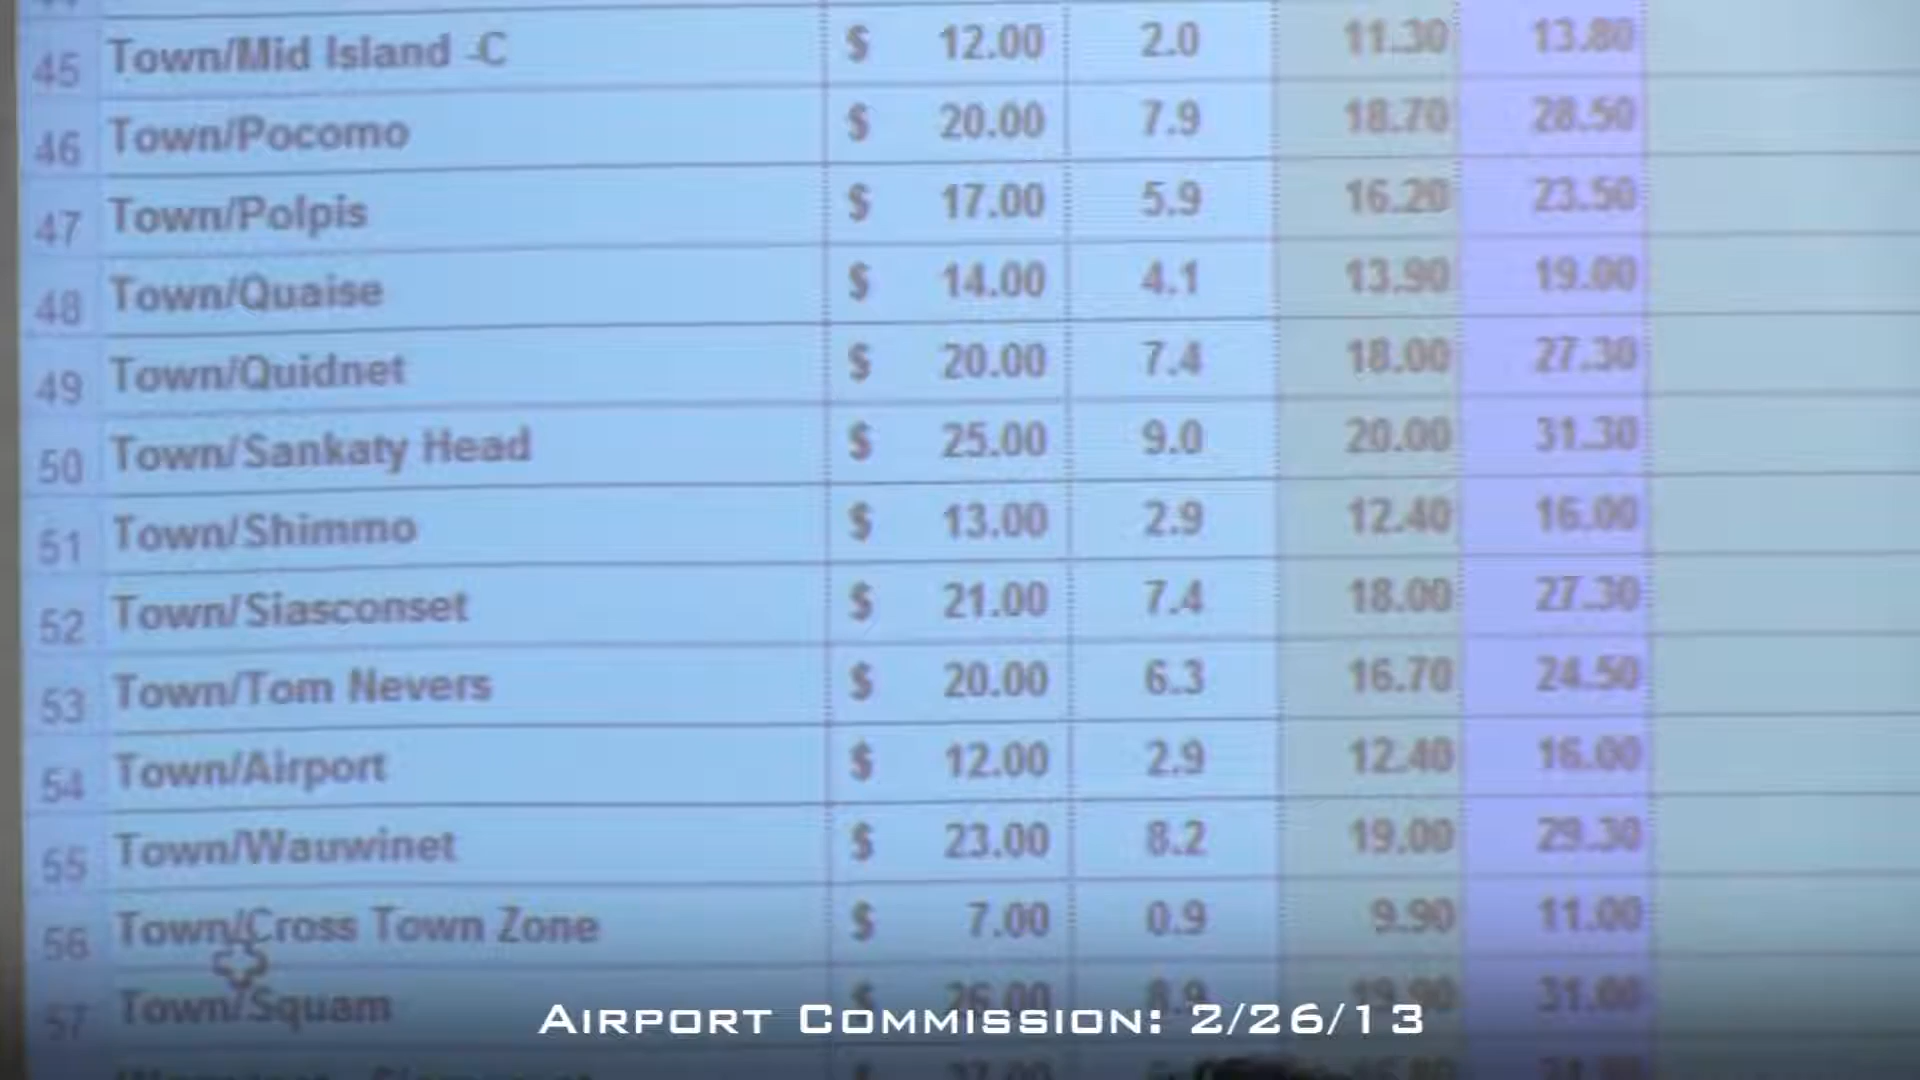 45 Town/Mid Island -C $ 12.00 2.0 11.30 13.80
46 Town/Pocomo $ 20.00 7.9 18.70 28.50
47 Town/Polpis $ 17.00 5.9 16.20 23.50
48 Town/Quaise $ 14.00 4.1 13.90 19.00
49 Town/Quidnet $ 20.00 7.4 18.00 27.30
50 Town/Sankaty Head $ 25.00 9.0 20.00 31.30
51 Town/Shimmo $ 13.00 2.9 12.40 16.00
52 Town/Siasconset $ 21.00 7.4 18.00 27.30
53 Town/Tom Nevers $ 20.00 6.3 16.70 24.50
54 Town/Airport $ 12.00 2.9 12.40 16.00
55 Town/Wauwinet $ 23.00 8.2 19.00 29.30
56 Town/Cross Town Zone $ 7.00 0.9 9.90 11.00
57 Town/Squam $ 26.00 8.9 19.90 31.00
AIRPORT COMMISSION: 2/26/13